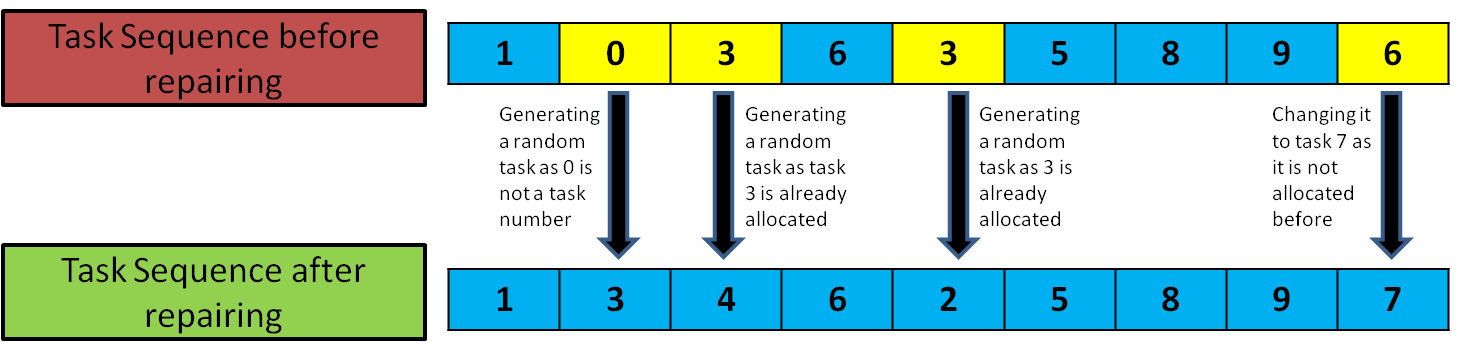 Task Sequence before
repairing
1 0 3 6 3 5 8 9 6
Generating
a random
task as 0 is
not a task
number
Generating
a random
task as task
3 is already
allocated
Generating
a random
task as 3 is
already
allocated
Changing it
to task 7 as
it is not
allocated
before
Task Sequence after
repairing
1 3 4 6 2 5 8 9 7